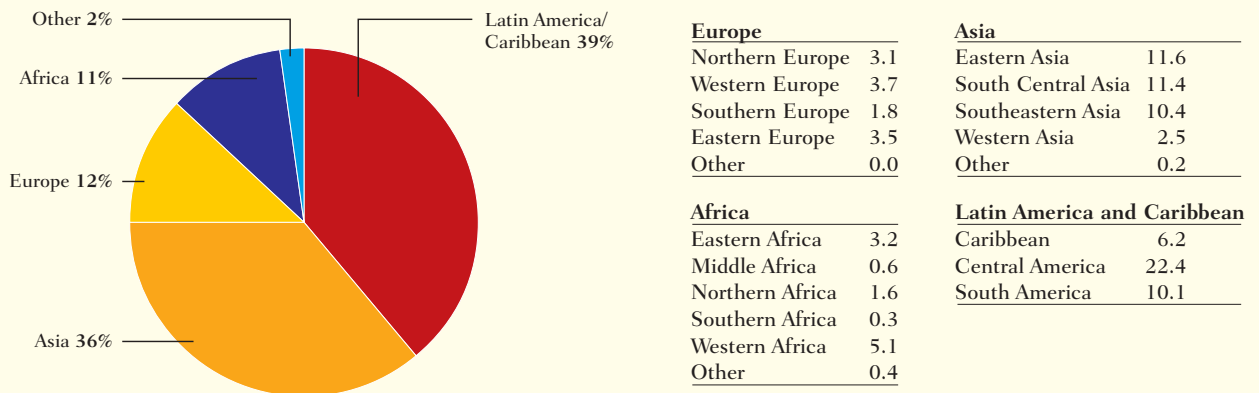 Other 2%
Latin America/
Caribbean 39%
Africa 11%
Europe 12%
Asia 36%
Europe
Northern Europe 3.1
Western Europe 3.7
Southern Europe 1.8
Eastern Europe 3.5
Other 0.0
Asia
Eastern Asia 11.6
South Central Asia 11.4
Southeastern Asia 10.4
Western Asia 2.5
Other 0.2
Africa
Eastern Africa 3.2
Middle Africa 0.6
Northern Africa 1.6
Southern Africa 0.3
Western Africa 5.1
Other 0.4
Latin America and Caribbean
Caribbean 6.2
Central America 22.4
South America 10.1